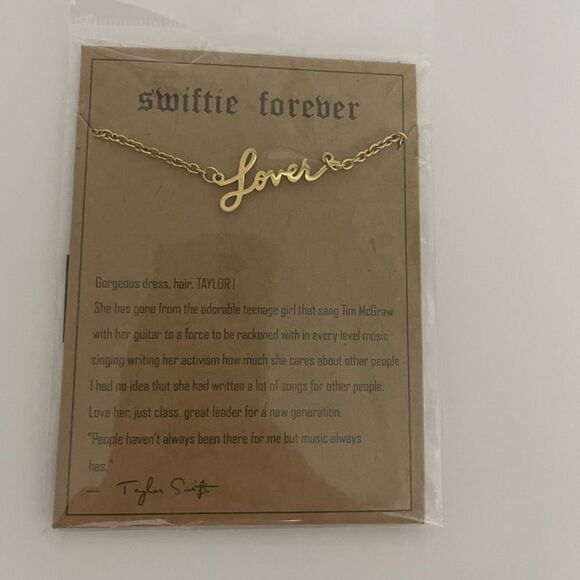 swiftie forever
Lover
Gorgeous dress, hair, TAYLOR!
She has gone from the adorable teenage girl that sang Tim McGraw
with her guitar to a force to be reckoned with in every level music
singing writing her activism how much she cares about other people
I had no idea that she had written a lot of songs for other people.
Love her, just class. great leader for a new generation.
"People haven't always been there for me but music always
has."
— Taylor Swift